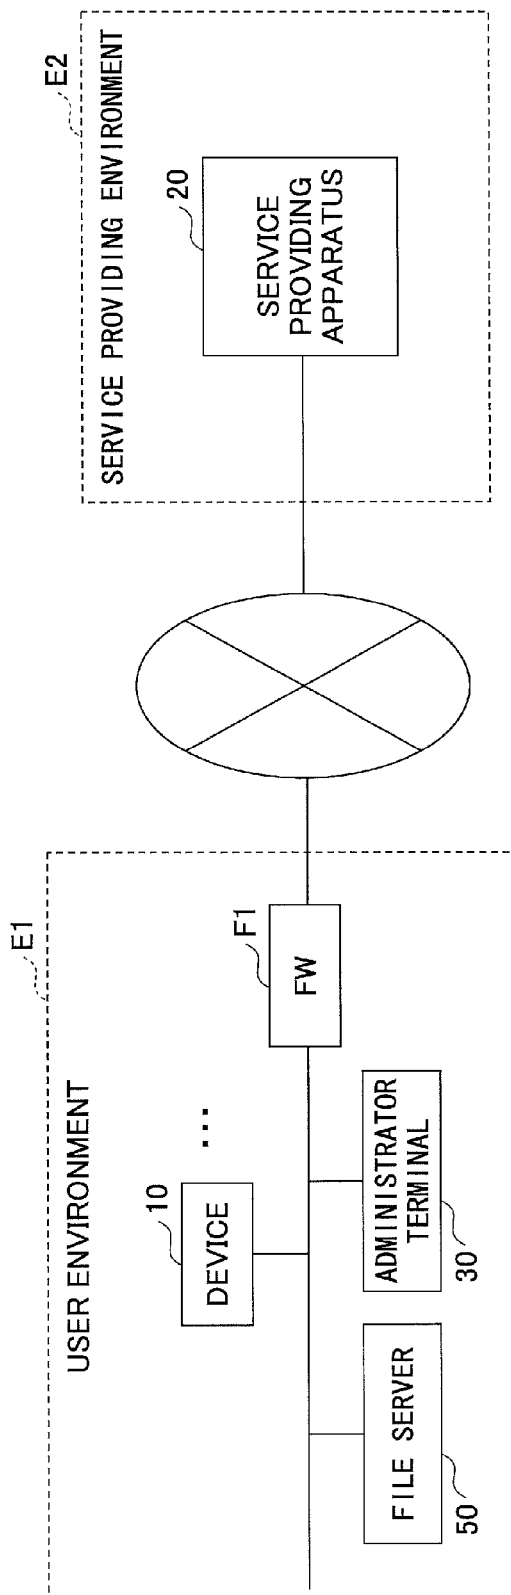 E1
USER ENVIRONMENT
10
DEVICE
...
F1
FW
FILE SERVER
50
ADMINISTRATOR
TERMINAL
30
E2
SERVICE PROVIDING ENVIRONMENT
20
SERVICE
PROVIDING
APPARATUS